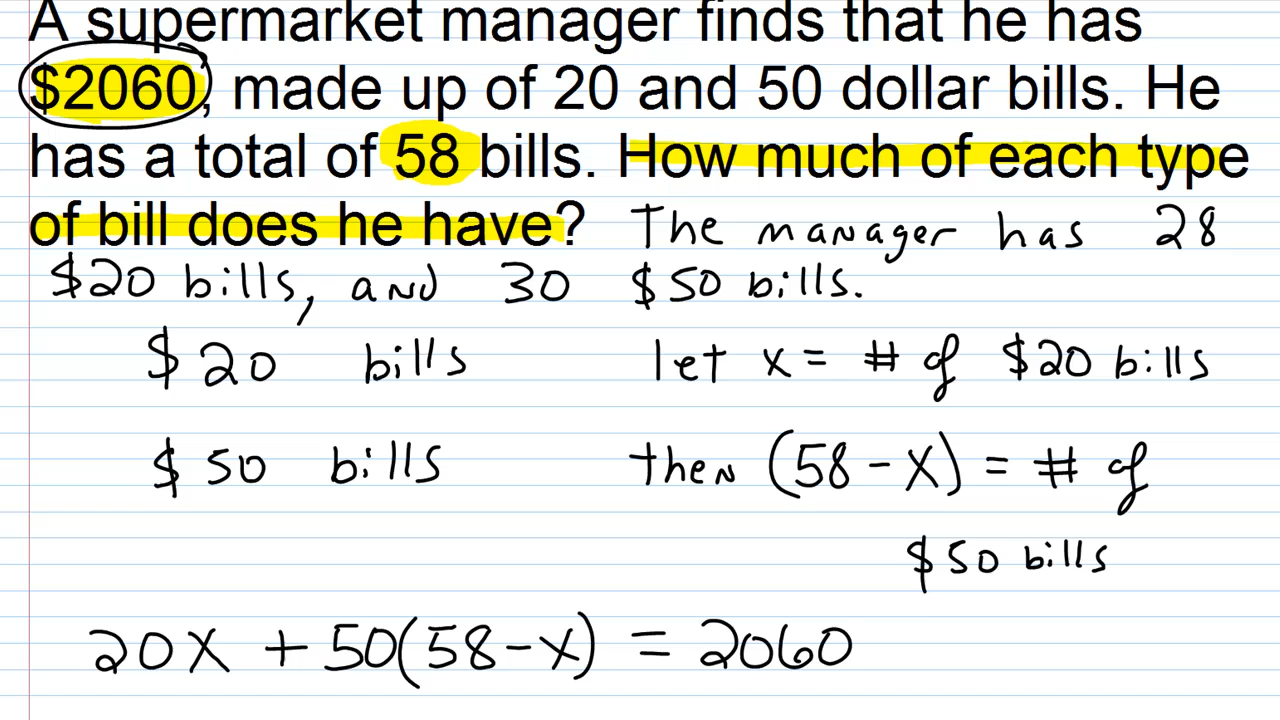 A supermarket manager finds that he has
$2060, made up of 20 and 50 dollar bills. He
has a total of 58 bills. How much of each type
of bill does he have? The manager has 28
$20 bills, and 30 $50 bills.
$20 bills let x = # of $20 bills
$50 bills then (58 - x) = # of
$50 bills
20x + 50(58-x) = 2060